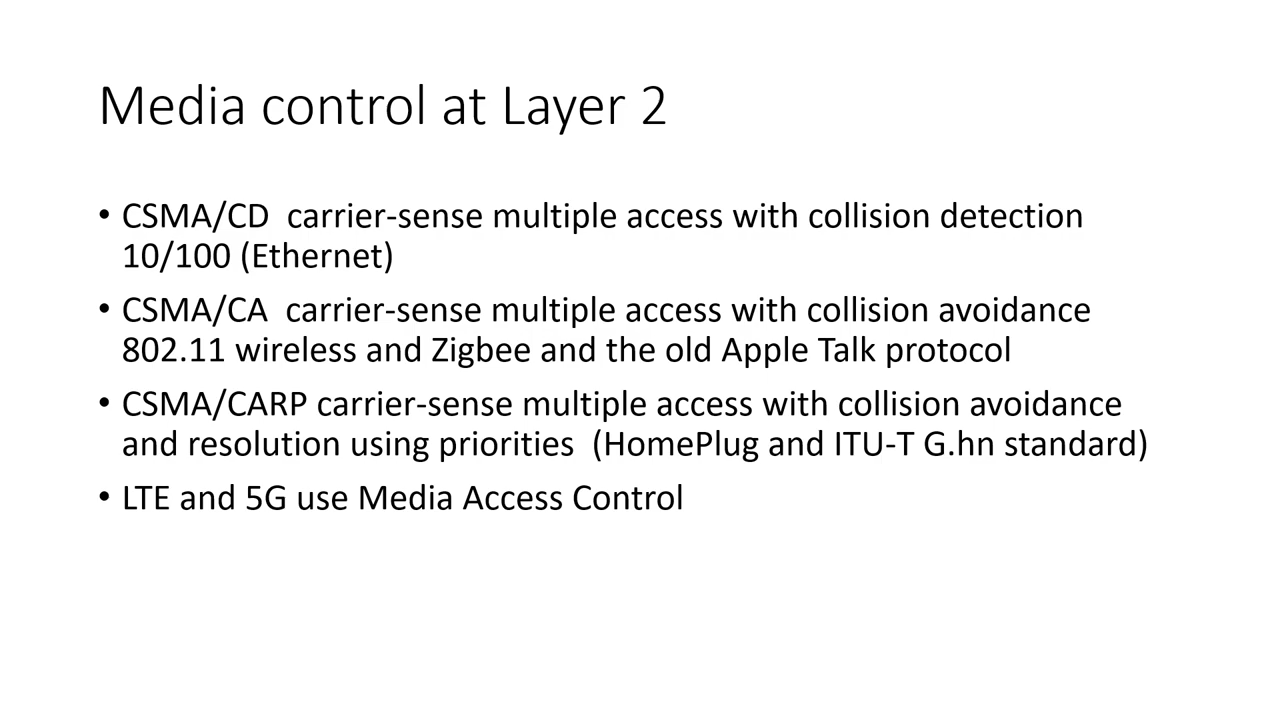 Media control at Layer 2
• CSMA/CD  carrier-sense multiple access with collision detection
10/100 (Ethernet)
• CSMA/CA  carrier-sense multiple access with collision avoidance
802.11 wireless and Zigbee and the old Apple Talk protocol
• CSMA/CARP carrier-sense multiple access with collision avoidance
and resolution using priorities  (HomePlug and ITU-T G.hn standard)
• LTE and 5G use Media Access Control